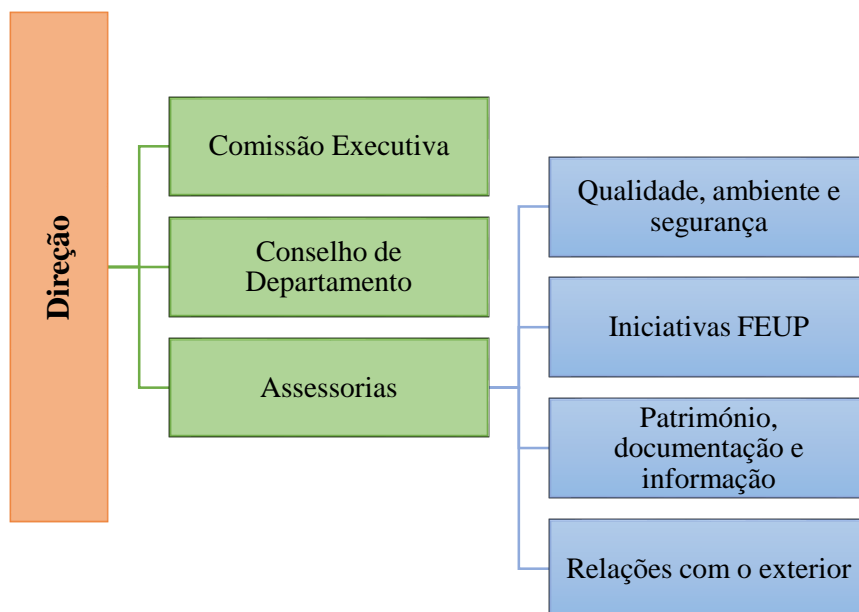 Direção
Comissão Executiva
Conselho de
Departamento
Assessorias
Qualidade, ambiente e
segurança
Iniciativas FEUP
Património,
documentação e
informação
Relações com o exterior